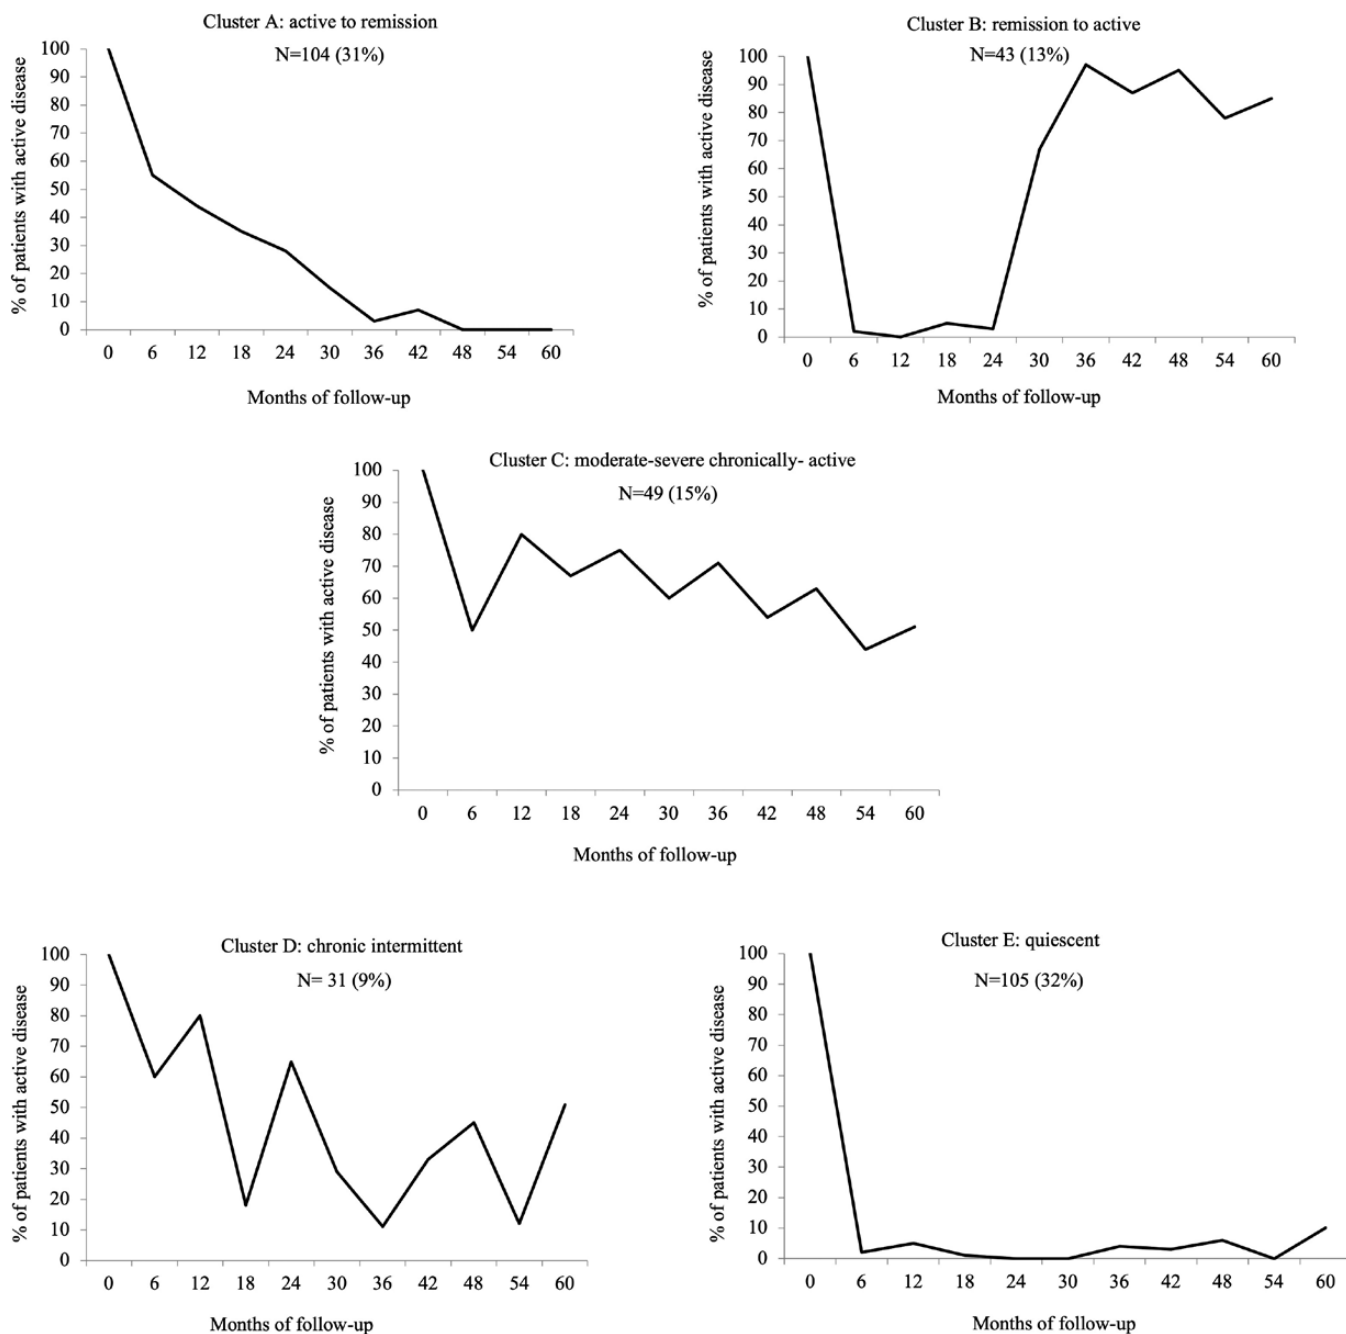 Cluster A: active to remission
N=104 (31%)
% of patients with active disease
100
90
80
70
60
50
40
30
20
10
0
0 6 12 18 24 30 36 42 48 54 60
Months of follow-up
Cluster B: remission to active
N=43 (13%)
% of patients with active disease
100
90
80
70
60
50
40
30
20
10
0
0 6 12 18 24 30 36 42 48 54 60
Months of follow-up
Cluster C: moderate-severe chronically- active
N=49 (15%)
% of patients with active disease
100
90
80
70
60
50
40
30
20
10
0
0 6 12 18 24 30 36 42 48 54 60
Months of follow-up
Cluster D: chronic intermittent
N= 31 (9%)
% of patients with active disease
100
90
80
70
60
50
40
30
20
10
0
0 6 12 18 24 30 36 42 48 54 60
Months of follow-up
Cluster E: quiescent
N=105 (32%)
% of patients with active disease
100
90
80
70
60
50
40
30
20
10
0
0 6 12 18 24 30 36 42 48 54 60
Months of follow-up